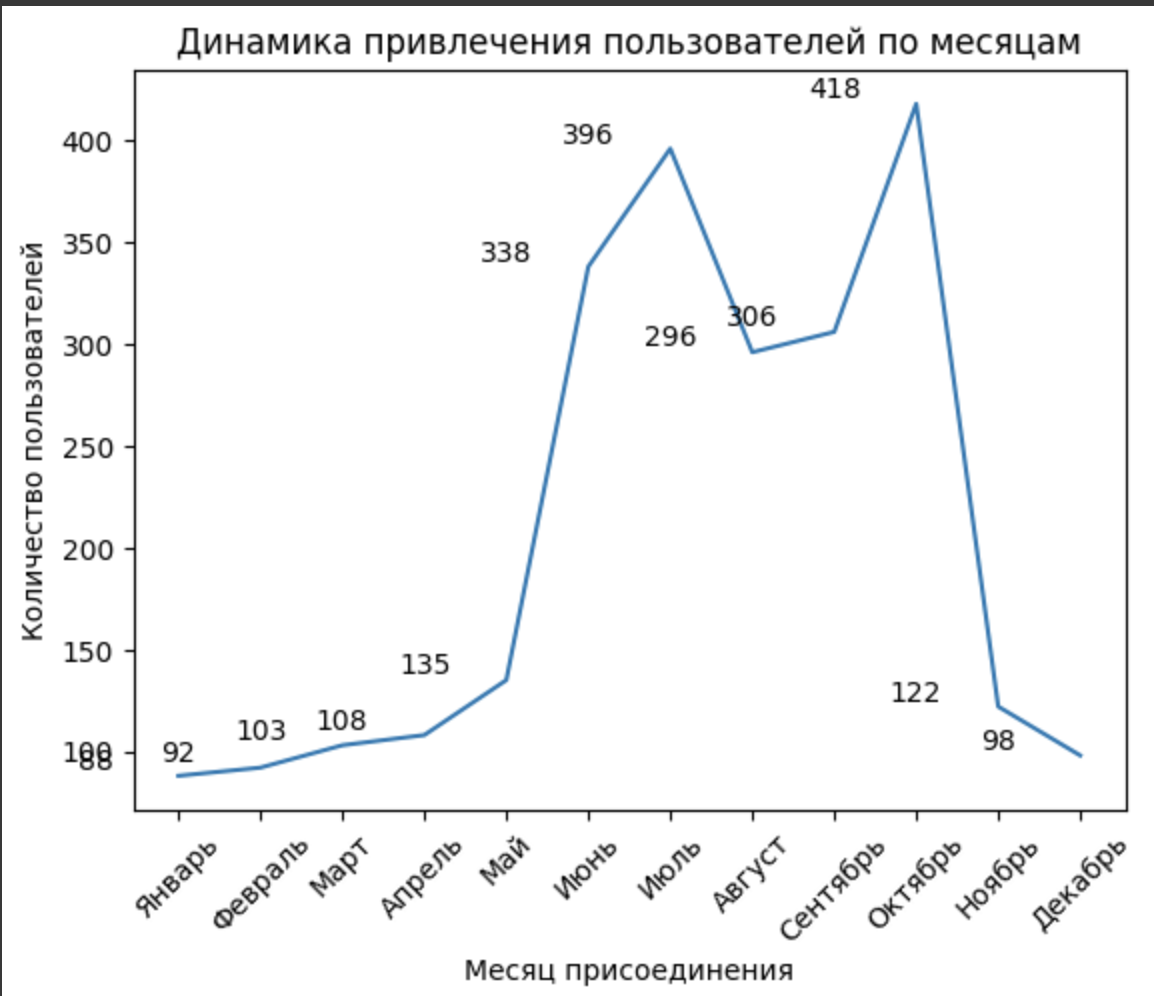 Динамика привлечения пользователей по месяцам
418
396
400
338
350
306
296
300
250
200
135
150
122
108
103
98
92
100
88
Количество пользователей
Январь
Февраль
Март
Апрель
Май
Июнь
Июль
Август
Сентябрь
Октябрь
Ноябрь
Декабрь
Месяц присоединения